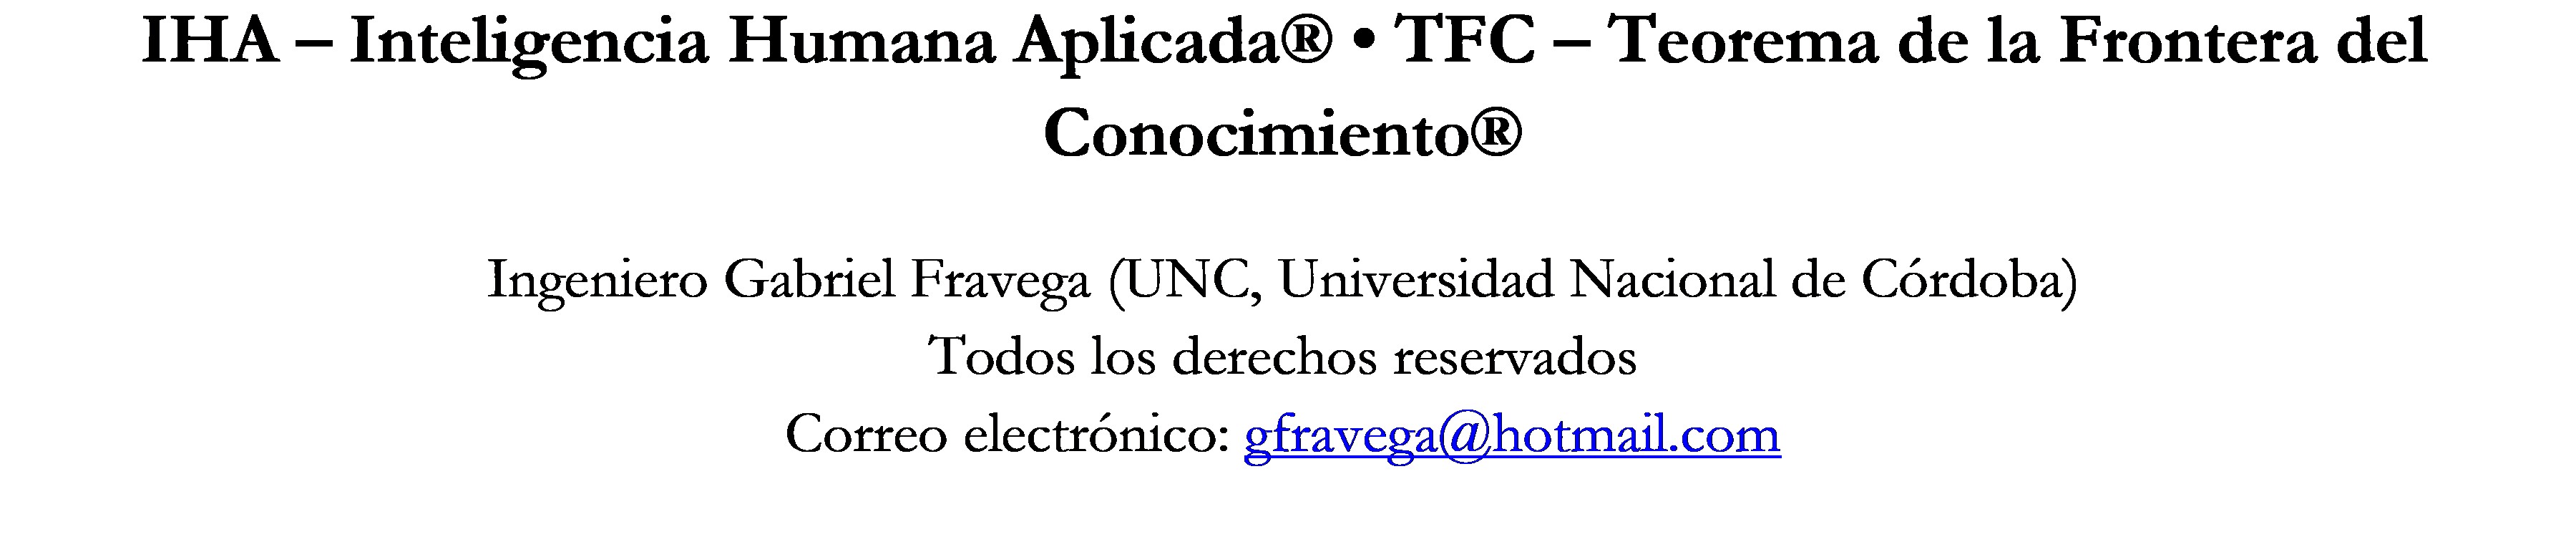 IHA – Inteligencia Humana Aplicada® • TFC – Teorema de la Frontera del
Conocimiento®
Ingeniero Gabriel Fravega (UNC, Universidad Nacional de Córdoba)
Todos los derechos reservados
Correo electrónico: gfravega@hotmail.com